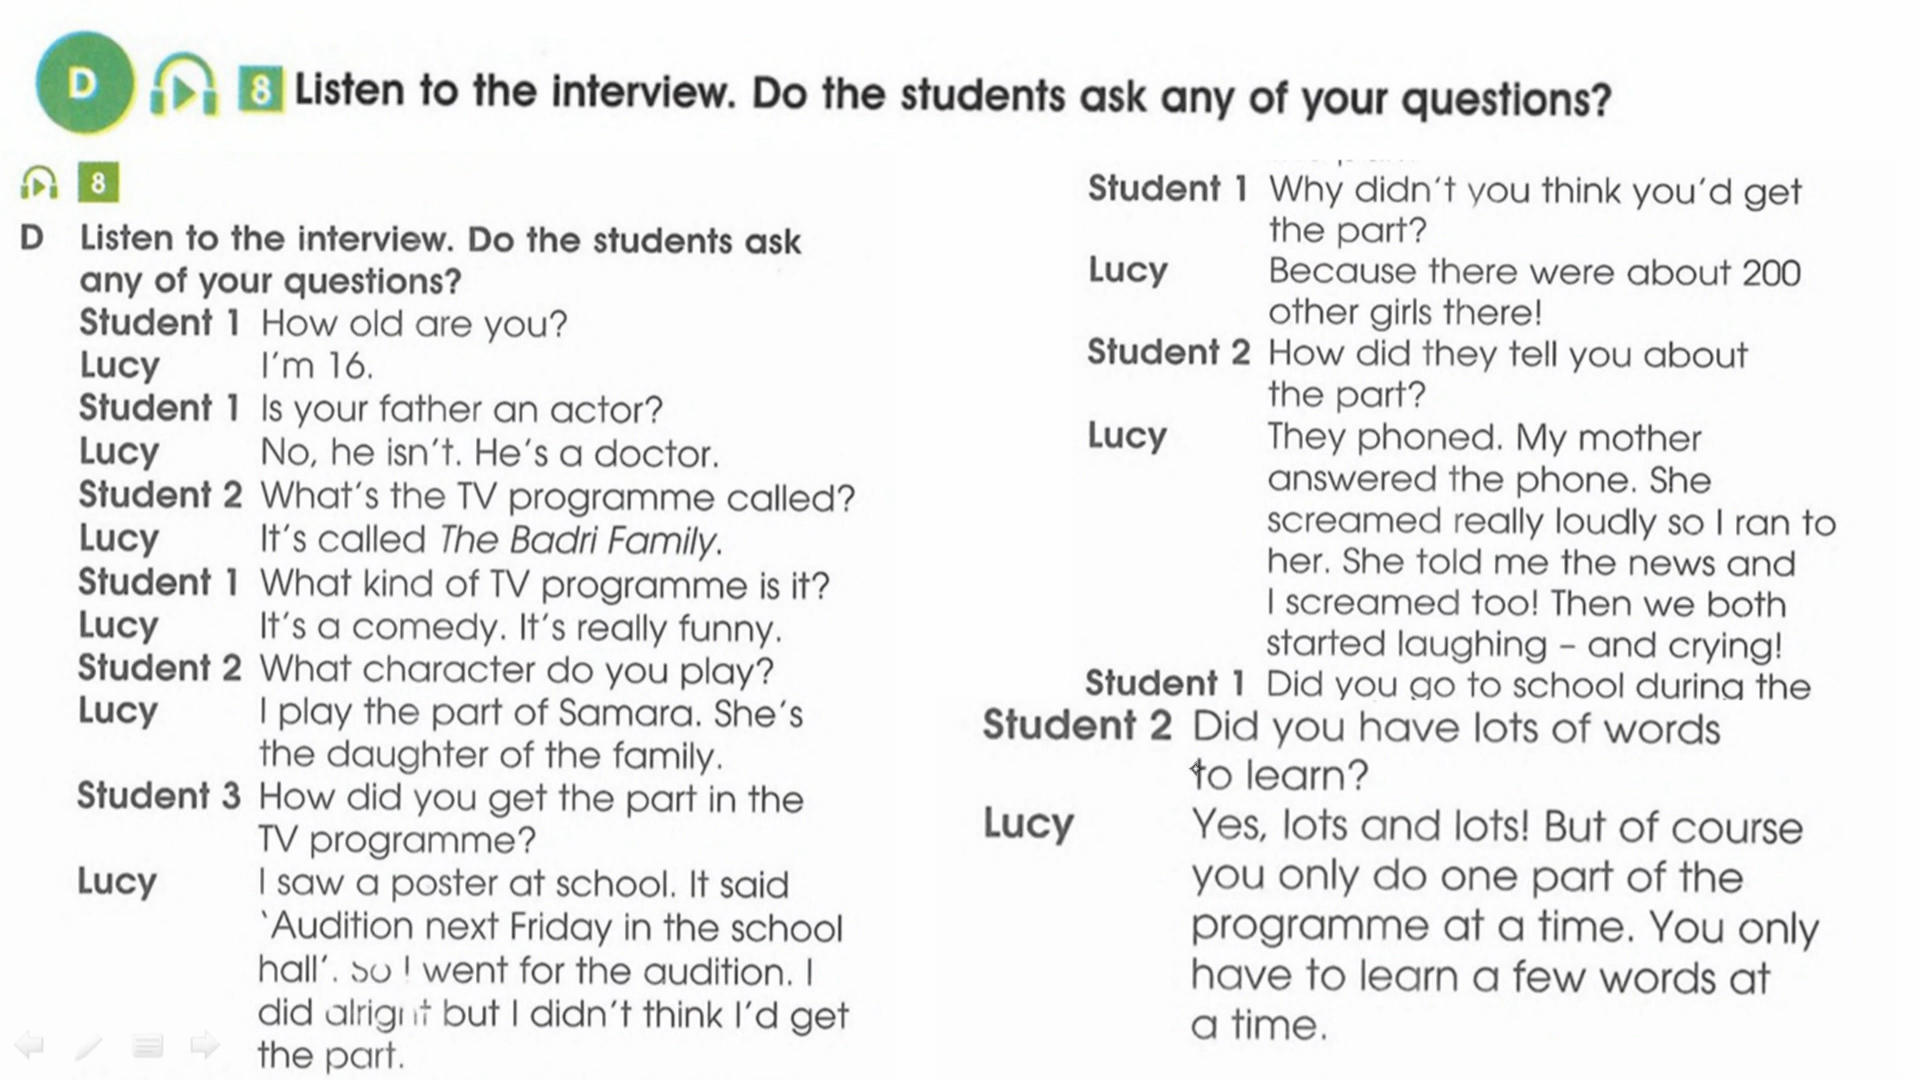 D 8 Listen to the interview. Do the students ask any of your questions?
8
D Listen to the interview. Do the students ask
any of your questions?
Student 1 How old are you?
Lucy I'm 16.
Student 1 Is your father an actor?
Lucy No, he isn't. He's a doctor.
Student 2 What's the TV programme called?
Lucy It's called The Badri Family.
Student 1 What kind of TV programme is it?
Lucy It's a comedy. It's really funny.
Student 2 What character do you play?
Lucy I play the part of Samara. She's
the daughter of the family.
Student 3 How did you get the part in the
TV programme?
Lucy I saw a poster at school. It said
'Audition next Friday in the school
hall'. So I went for the audition. I
did alright but I didn't think I'd get
the part.
Student 1 Why didn't you think you'd get
the part?
Lucy Because there were about 200
other girls there!
Student 2 How did they tell you about
the part?
Lucy They phoned. My mother
answered the phone. She
screamed really loudly so I ran to
her. She told me the news and
I screamed too! Then we both
started laughing – and crying!
Student 1 Did you go to school during the
Student 2 Did you have lots of words
to learn?
Lucy Yes, lots and lots! But of course
you only do one part of the
programme at a time. You only
have to learn a few words at
a time.